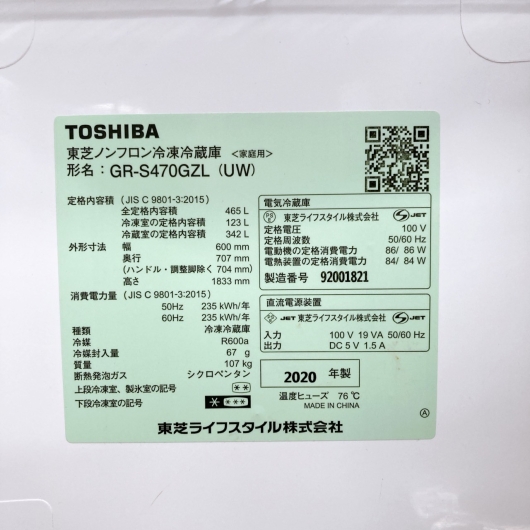 TOSHIBA
東芝ノンフロン冷凍冷蔵庫 <家庭用>
形名：GR-S470GZL (UW)
定格内容積 (JIS C 9801-3:2015)
全定格内容積 465 L
冷凍室の定格内容積 123 L
冷蔵室の定格内容積 342 L
外形寸法 幅 600 mm
奥行 707 mm
(ハンドル・調整脚除く 704 mm)
高さ 1833 mm
消費電力量 (JIS C 9801-3:2015)
50Hz 235 kWh/年
60Hz 235 kWh/年
種類 冷凍冷蔵庫
冷媒 R600a
冷媒封入量 67 g
質量 107 kg
断熱発泡ガス シクロペンタン
上段冷凍室、製氷室の記号 **
下段冷凍室の記号 * ***
電気冷蔵庫
PSE 東芝ライフスタイル株式会社 JET
定格電圧 100 V
定格周波数 50/60 Hz
電動機の定格消費電力 86/ 86 W
電熱装置の定格消費電力 84/ 84 W
製造番号 92001821
直流電源装置
JET 東芝ライフスタイル株式会社 JET
入力 100 V 19 VA 50/60 Hz
出力 DC 5 V 1.5 A
2020 年製
温度ヒューズ 76 ℃
MADE IN CHINA
A
東芝ライフスタイル株式会社